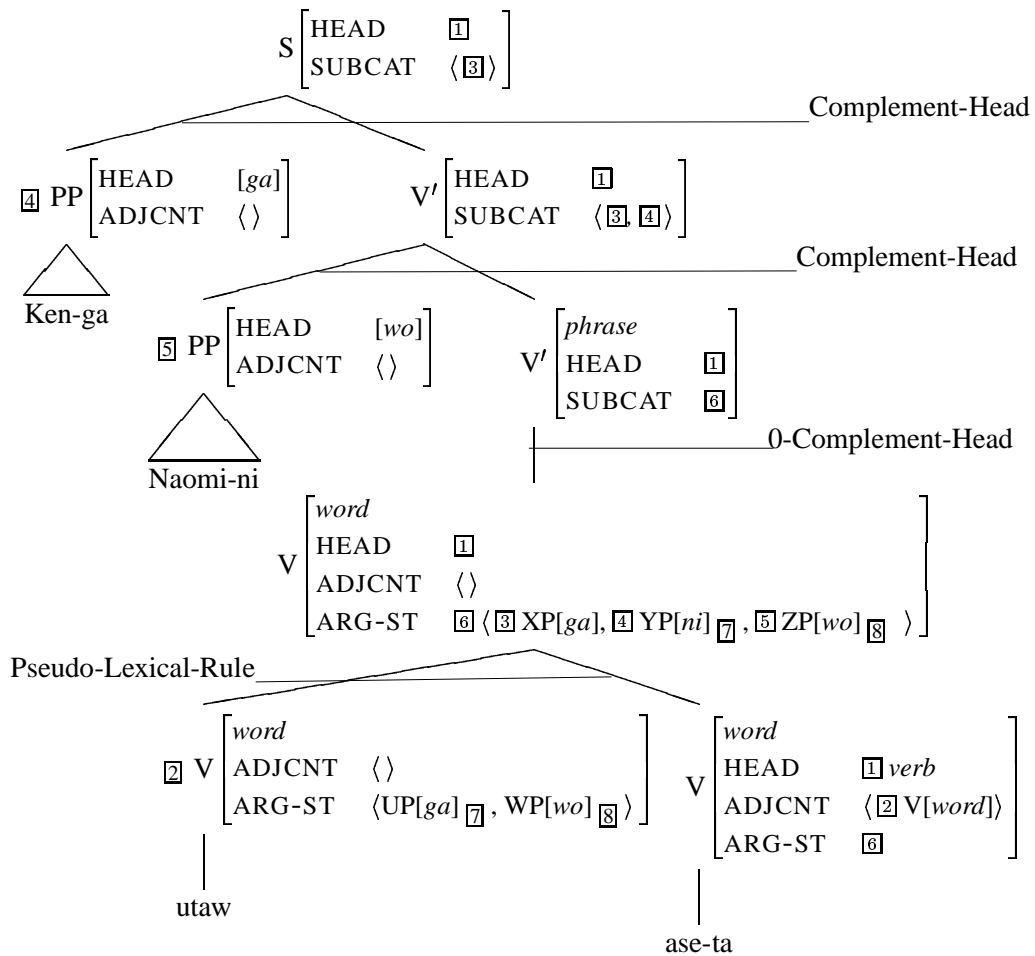 S [HEAD 1
SUBCAT ⟨ 3 ⟩]
Complement-Head
4 PP [HEAD [ga]
ADJCNT ⟨ ⟩]
V′ [HEAD 1
SUBCAT ⟨ 3, 4 ⟩]
Complement-Head
Ken-ga
5 PP [HEAD [wo]
ADJCNT ⟨ ⟩]
V′ [phrase
HEAD 1
SUBCAT 6]
0-Complement-Head
Naomi-ni
V [word
HEAD 1
ADJCNT ⟨ ⟩
ARG-ST 6 ⟨ 3 XP[ga], 4 YP[ni] 7 , 5 ZP[wo] 8 ⟩]
Pseudo-Lexical-Rule
2 V [word
ADJCNT ⟨ ⟩
ARG-ST ⟨UP[ga] 7 , WP[wo] 8 ⟩]
V [word
HEAD 1 verb
ADJCNT ⟨ 2 V[word]⟩
ARG-ST 6]
utaw
ase-ta